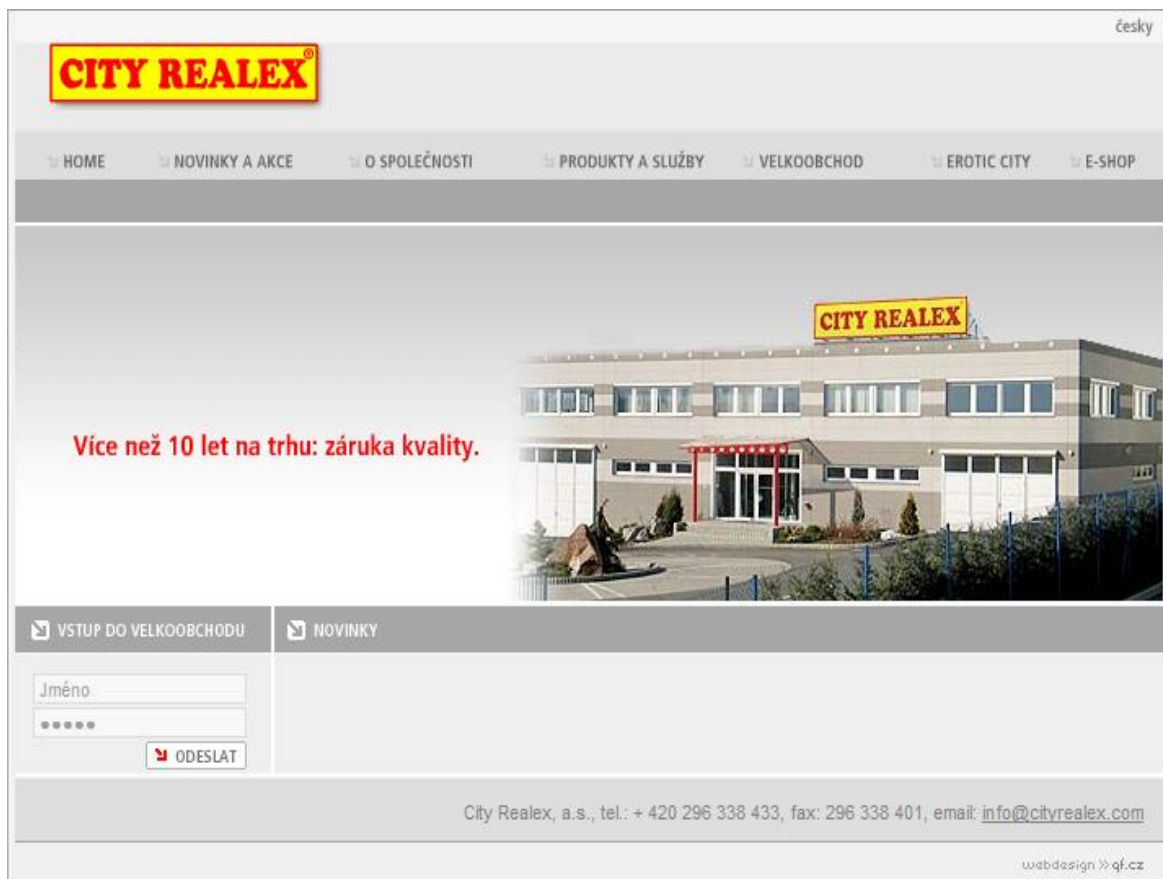 česky
CITY REALEX®
HOME NOVINKY A AKCE O SPOLEČNOSTI PRODUKTY A SLUŽBY VELKOOBCHOD EROTIC CITY E-SHOP
CITY REALEX
Více než 10 let na trhu: záruka kvality.
VSTUP DO VELKOOBCHODU NOVINKY
Jméno
●●●●●
ODESLAT
City Realex, a.s., tel.: + 420 296 338 433, fax: 296 338 401, email: info@cityrealex.com
webdesign » qf.cz